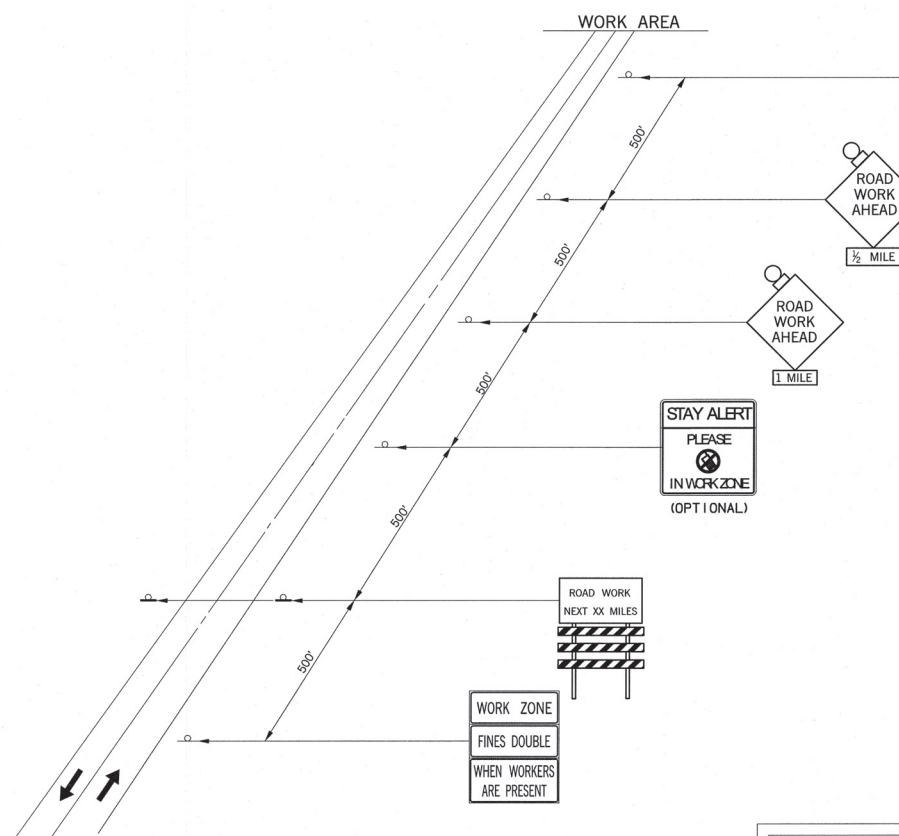 WORK AREA
500'
ROAD
WORK
AHEAD
½ MILE
500'
ROAD
WORK
AHEAD
1 MILE
500'
STAY ALERT
PLEASE
IN WORK ZONE
(OPTIONAL)
500'
ROAD WORK
NEXT XX MILES
500'
WORK ZONE
FINES DOUBLE
WHEN WORKERS
ARE PRESENT